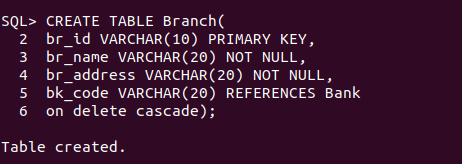 SQL> CREATE TABLE Branch(
  2  br_id VARCHAR(10) PRIMARY KEY,
  3  br_name VARCHAR(20) NOT NULL,
  4  br_address VARCHAR(20) NOT NULL,
  5  bk_code VARCHAR(20) REFERENCES Bank
  6  on delete cascade);
Table created.